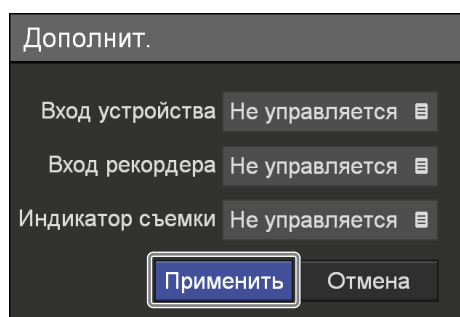 Дополнит.
Вход устройства Не управляется
Вход рекордера Не управляется
Индикатор съемки Не управляется
Применить Отмена